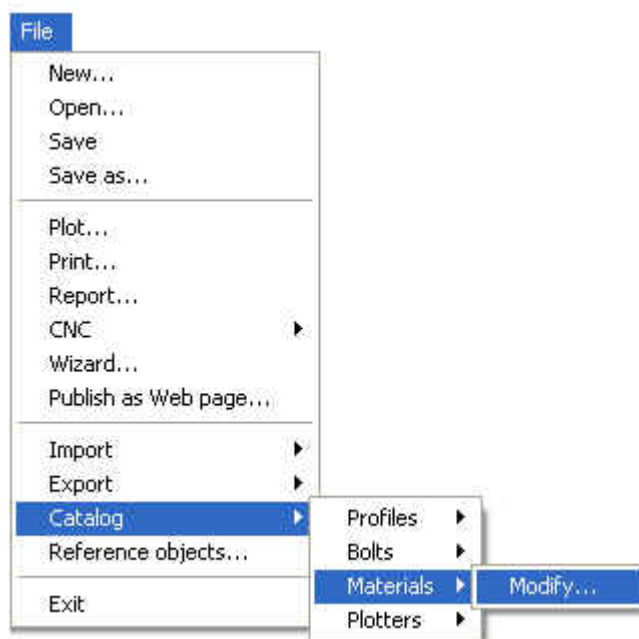 File
New...
Open...
Save
Save as...
Plot...
Print...
Report...
CNC
Wizard...
Publish as Web page...
Import
Export
Catalog
Reference objects...
Exit
Profiles
Bolts
Materials
Plotters
Modify...